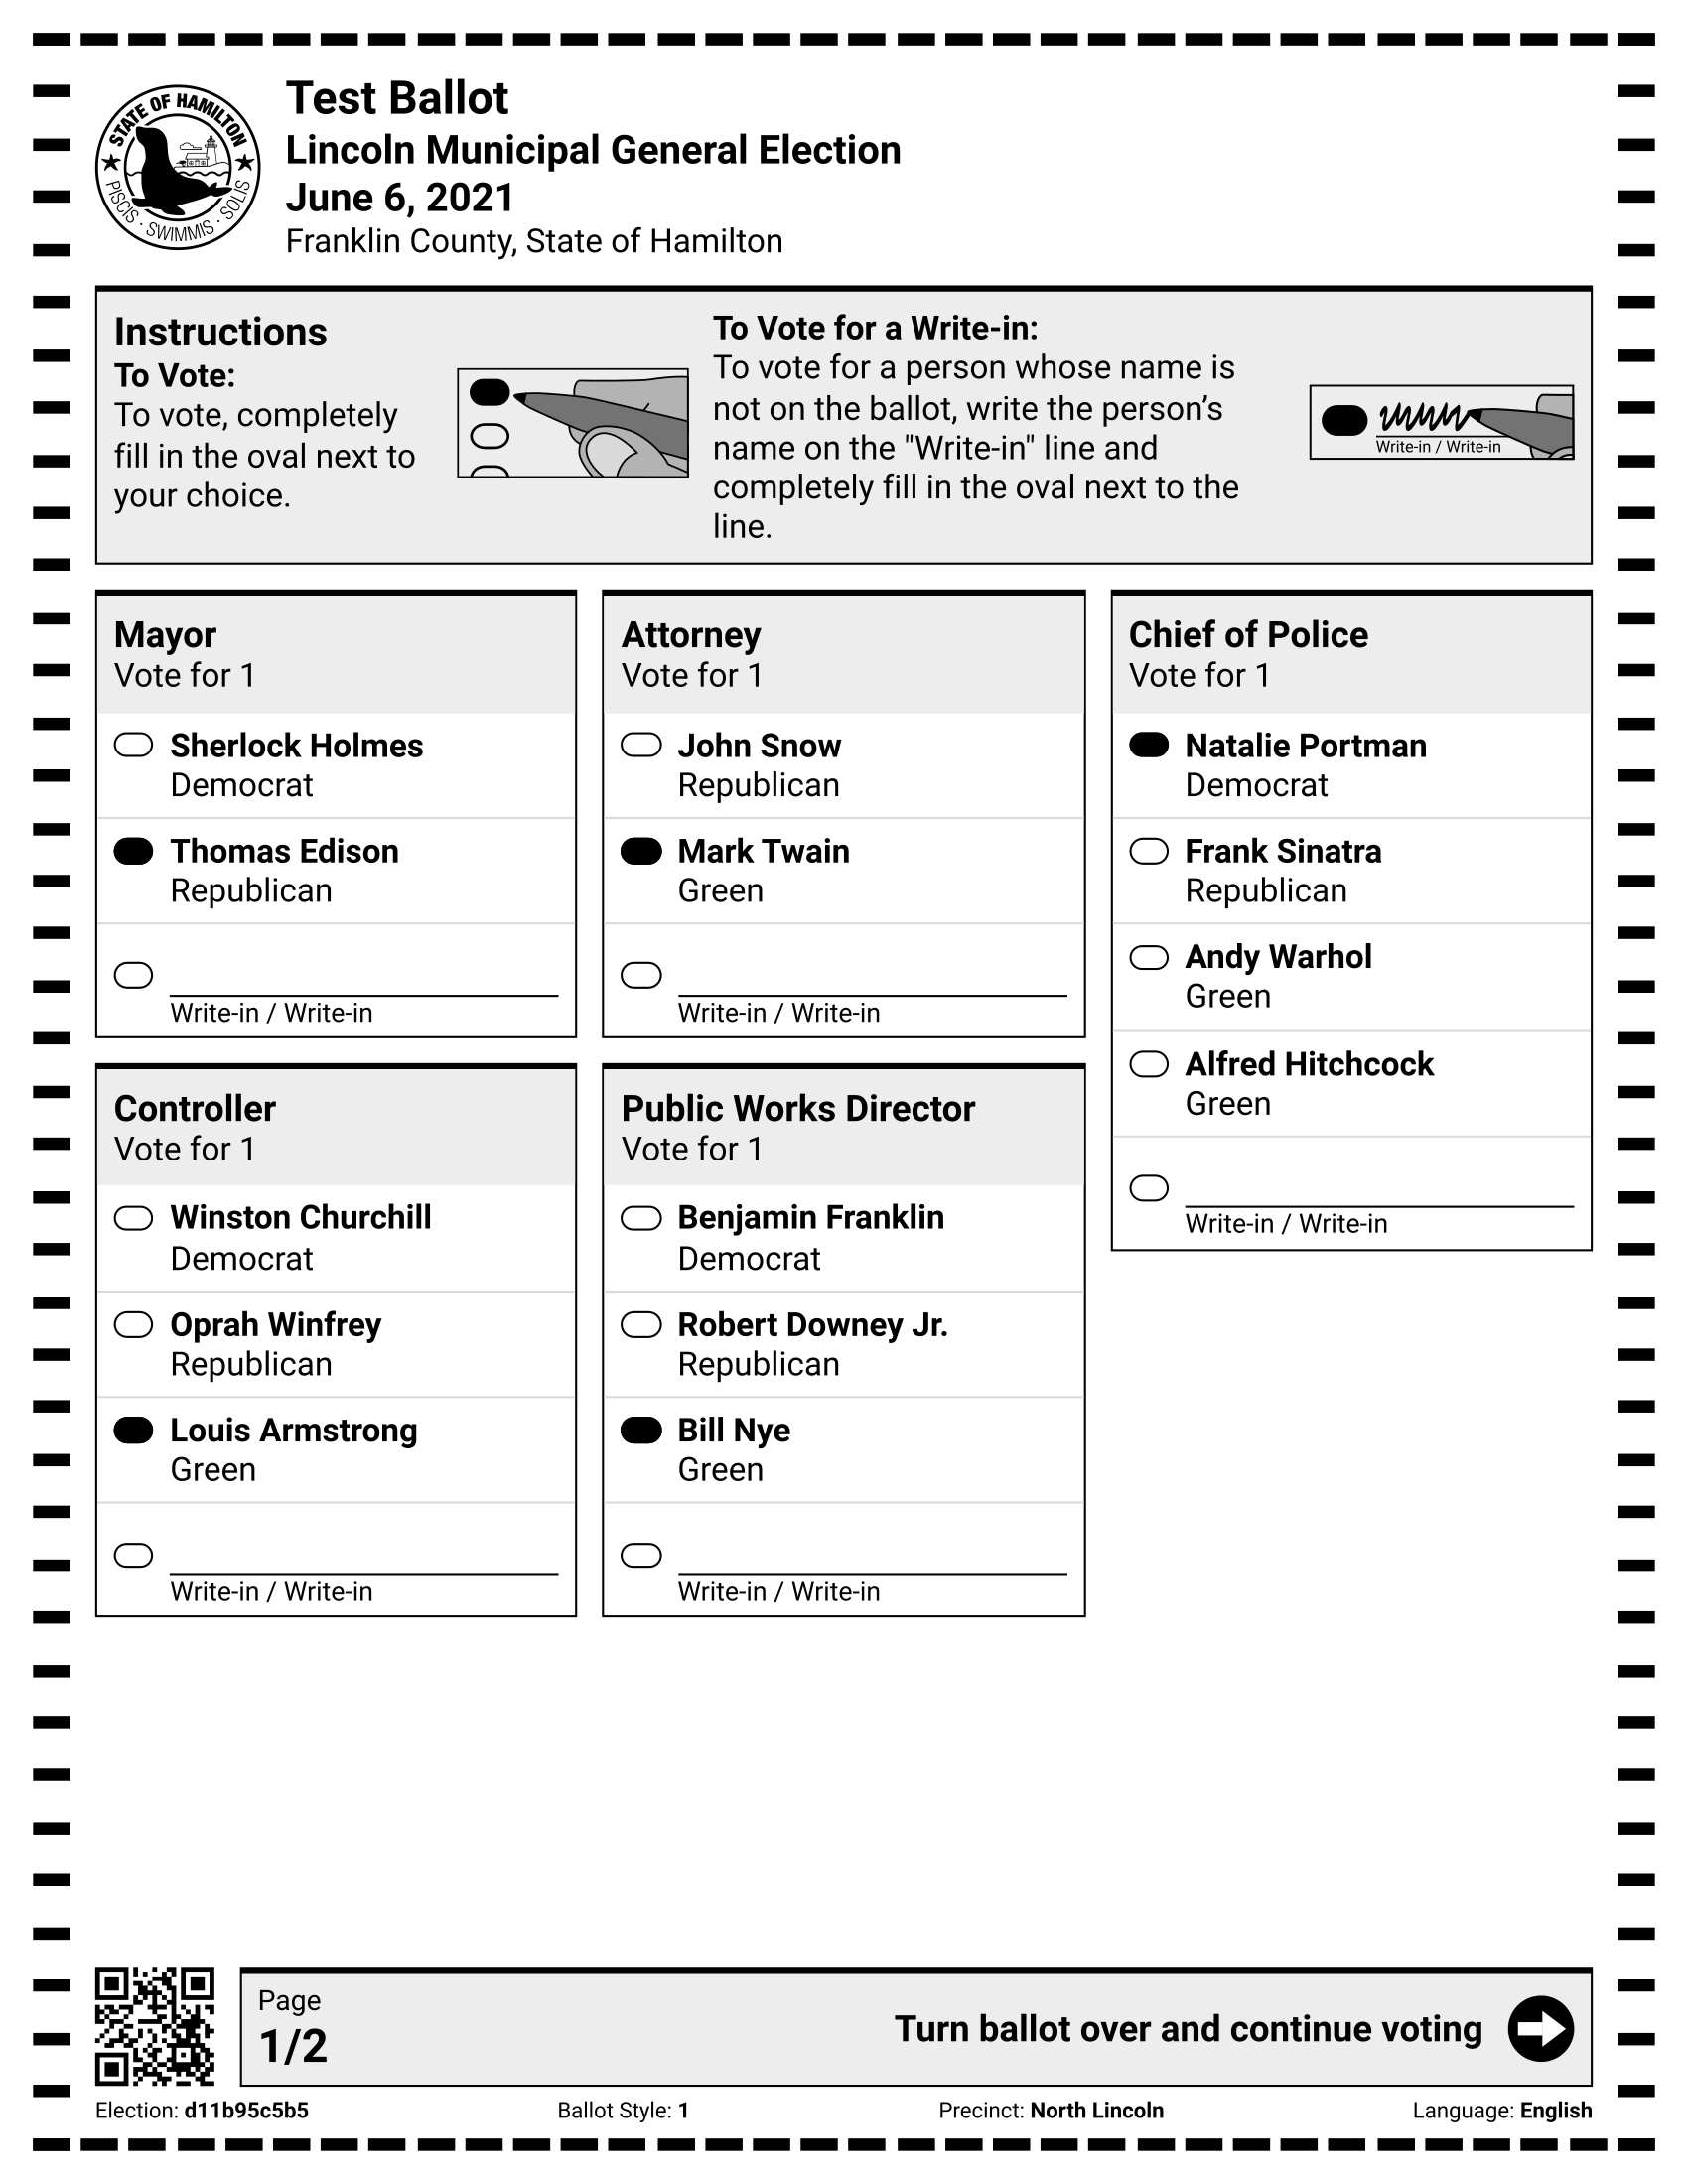 STATE OF HAMILTON
PISCIS · SWIMMIS · SOLIS
Test Ballot
Lincoln Municipal General Election
June 6, 2021
Franklin County, State of Hamilton
Instructions
To Vote:
To vote, completely
fill in the oval next to
your choice.
To Vote for a Write-in:
To vote for a person whose name is
not on the ballot, write the person’s
name on the "Write-in" line and
completely fill in the oval next to the
line.
Write-in / Write-in
Mayor
Vote for 1
Sherlock Holmes
Democrat
Thomas Edison
Republican
Write-in / Write-in
Controller
Vote for 1
Winston Churchill
Democrat
Oprah Winfrey
Republican
Louis Armstrong
Green
Write-in / Write-in
Attorney
Vote for 1
John Snow
Republican
Mark Twain
Green
Write-in / Write-in
Public Works Director
Vote for 1
Benjamin Franklin
Democrat
Robert Downey Jr.
Republican
Bill Nye
Green
Write-in / Write-in
Chief of Police
Vote for 1
Natalie Portman
Democrat
Frank Sinatra
Republican
Andy Warhol
Green
Alfred Hitchcock
Green
Write-in / Write-in
Page
1/2
Turn ballot over and continue voting
Election: d11b95c5b5
Ballot Style: 1
Precinct: North Lincoln
Language: English